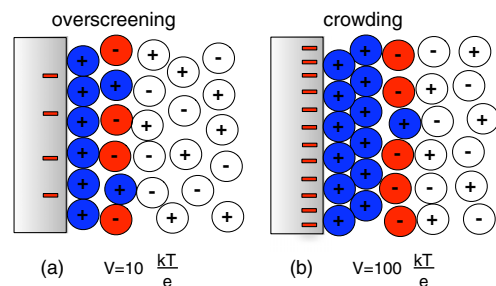 overscreening
crowding
(a) V=10 kT/e
(b) V=100 kT/e